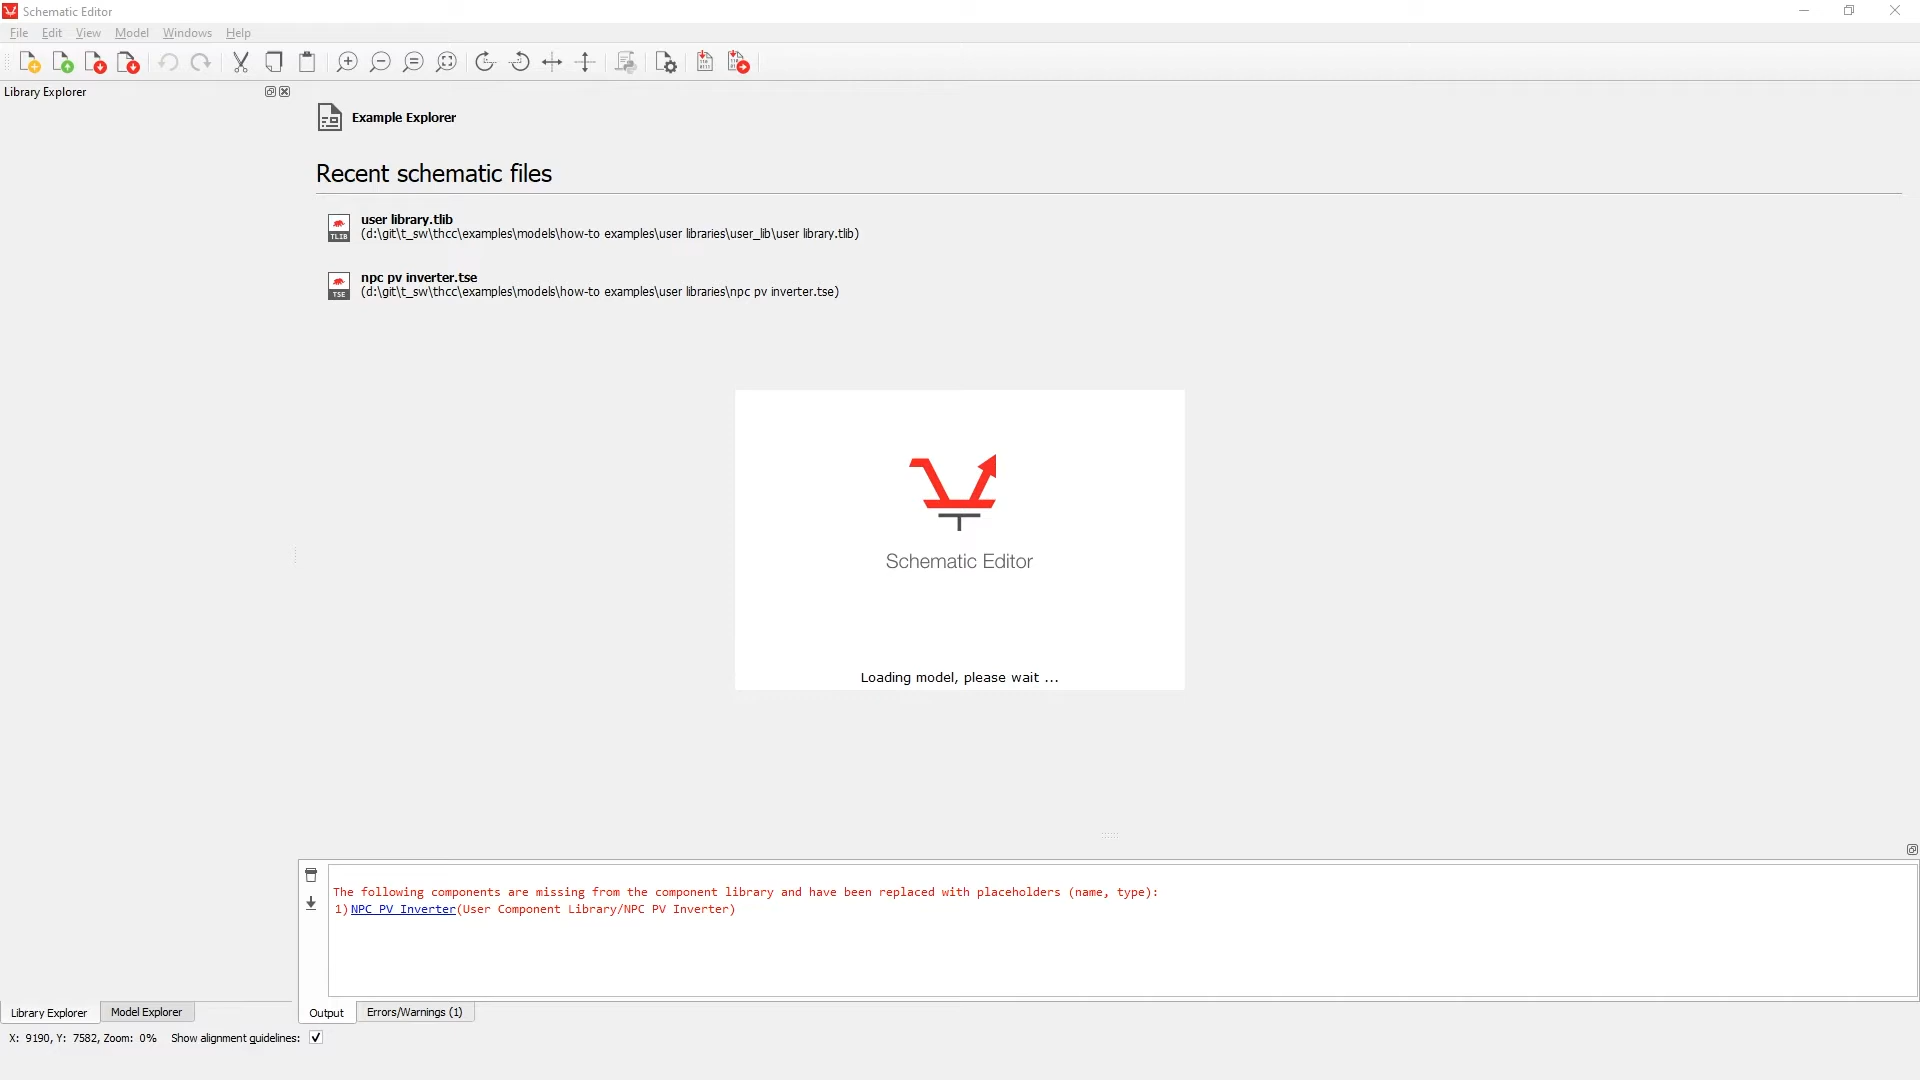 Schematic Editor
File Edit View Model Windows Help
Library Explorer
Example Explorer
Recent schematic files
TLIB
user library.tlib
(d:\git\t_sw\thcc\examples\models\how-to examples\user libraries\user_lib\user library.tlib)
TSE
npc pv inverter.tse
(d:\git\t_sw\thcc\examples\models\how-to examples\user libraries\npc pv inverter.tse)
Schematic Editor
Loading model, please wait ...
The following components are missing from the component library and have been replaced with placeholders (name, type):
1) NPC PV Inverter(User Component Library/NPC PV Inverter)
Library Explorer Model Explorer
Output Errors/Warnings (1)
X: 9190, Y: 7582, Zoom: 0% Show alignment guidelines: